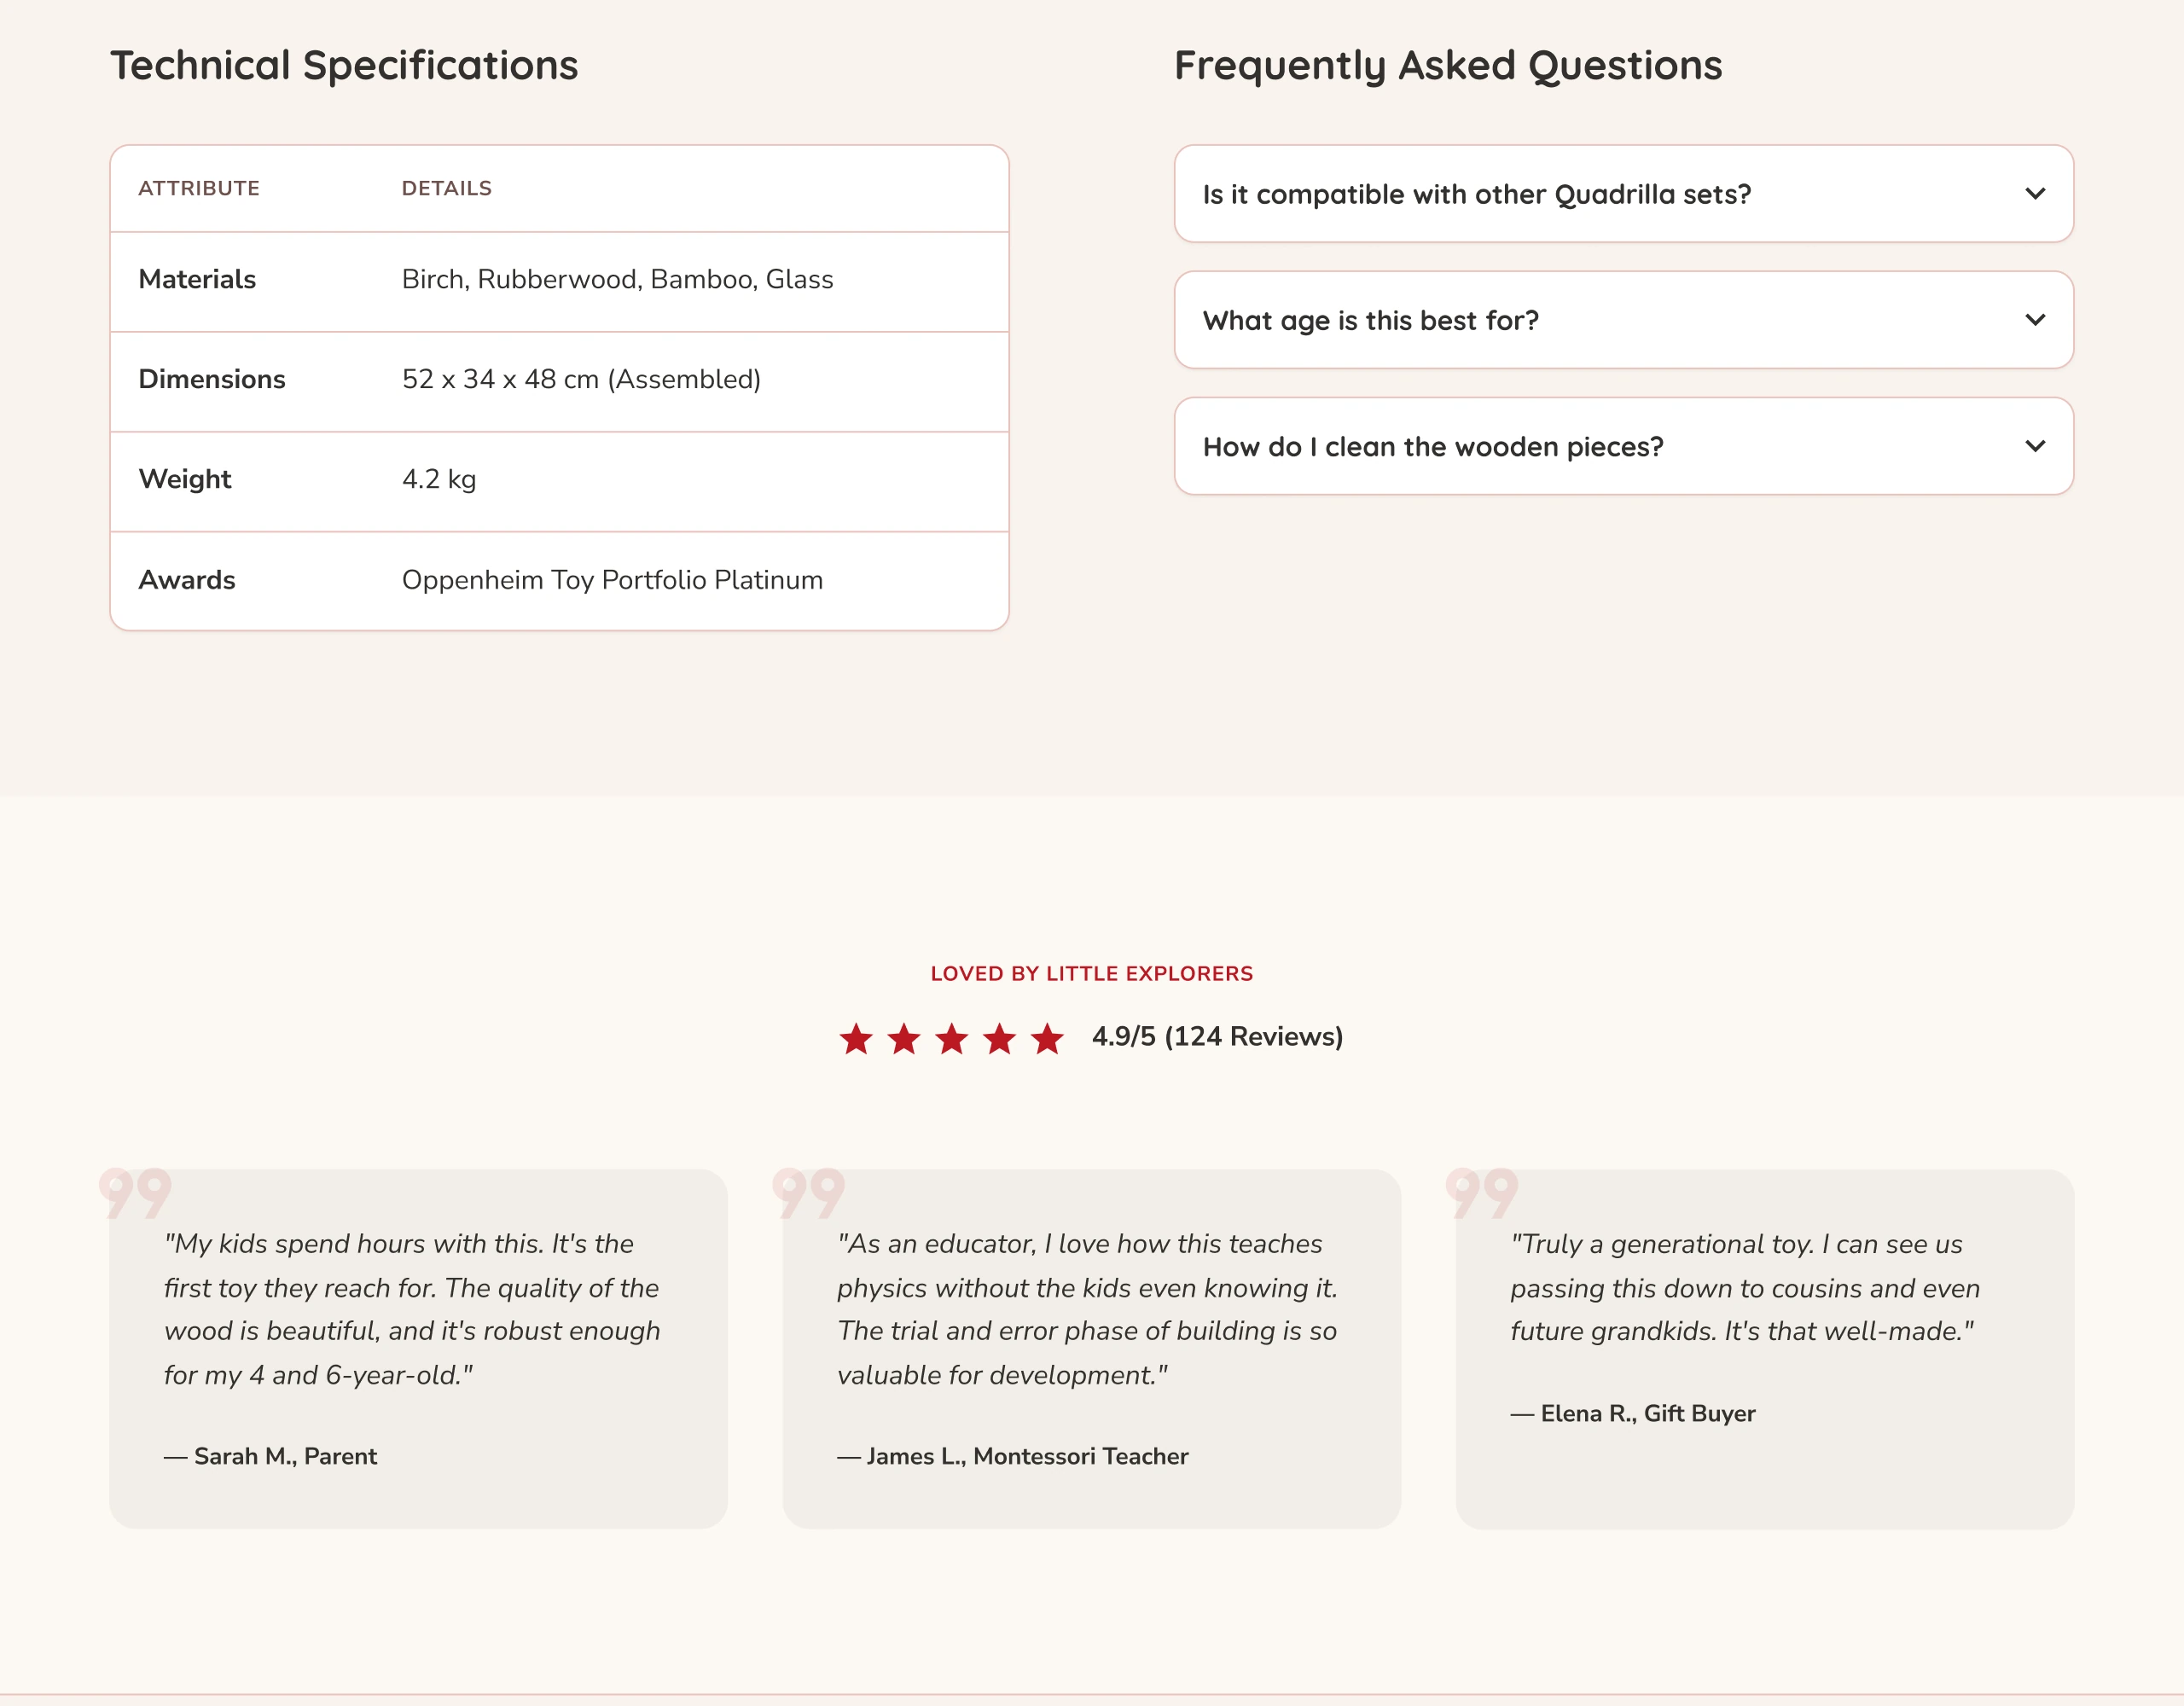 Technical Specifications
ATTRIBUTE DETAILS
Materials Birch, Rubberwood, Bamboo, Glass
Dimensions 52 x 34 x 48 cm (Assembled)
Weight 4.2 kg
Awards Oppenheim Toy Portfolio Platinum
Frequently Asked Questions
Is it compatible with other Quadrilla sets?
What age is this best for?
How do I clean the wooden pieces?
LOVED BY LITTLE EXPLORERS
4.9/5 (124 Reviews)
"My kids spend hours with this. It's the
first toy they reach for. The quality of the
wood is beautiful, and it's robust enough
for my 4 and 6-year-old."
— Sarah M., Parent
"As an educator, I love how this teaches
physics without the kids even knowing it.
The trial and error phase of building is so
valuable for development."
— James L., Montessori Teacher
"Truly a generational toy. I can see us
passing this down to cousins and even
future grandkids. It's that well-made."
— Elena R., Gift Buyer